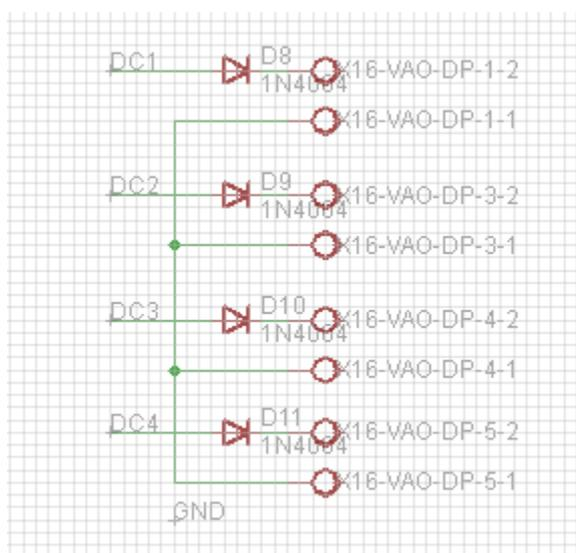 DC1 D8 X16-VAO-DP-1-2
1N4004
X16-VAO-DP-1-1
DC2 D9 X16-VAO-DP-3-2
1N4004
X16-VAO-DP-3-1
DC3 D10 X16-VAO-DP-4-2
1N4004
X16-VAO-DP-4-1
DC4 D11 X16-VAO-DP-5-2
1N4004
X16-VAO-DP-5-1
GND